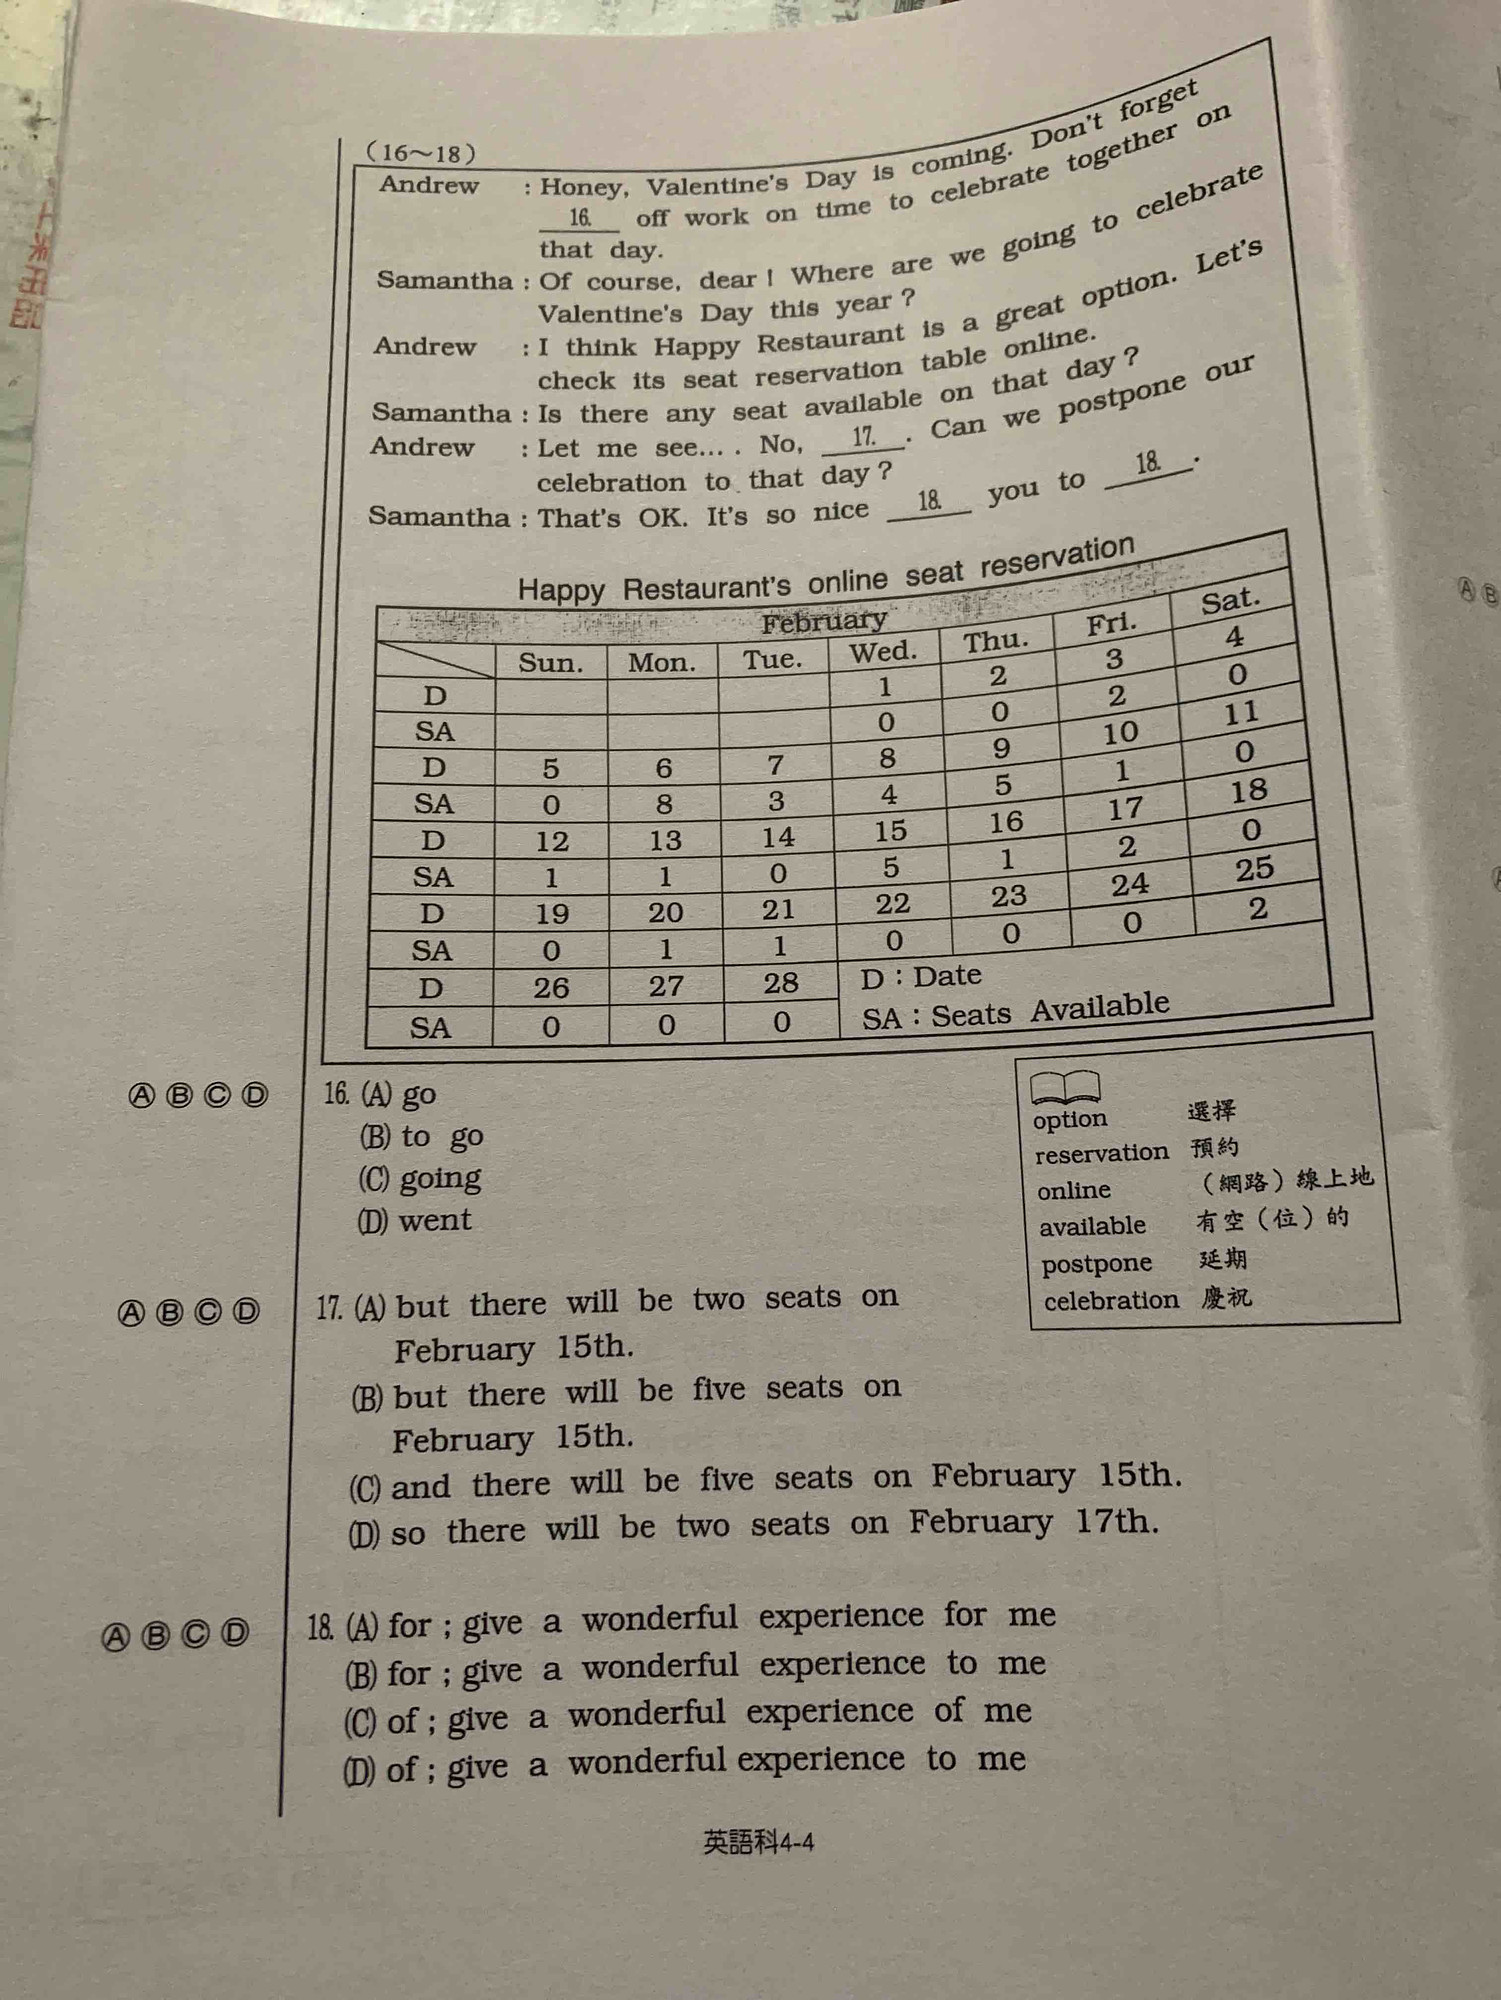 （16～18）
Andrew : Honey, Valentine's Day is coming. Don't forget
16. off work on time to celebrate together on
that day.
Samantha : Of course, dear! Where are we going to celebrate
Valentine's Day this year?
Andrew : I think Happy Restaurant is a great option. Let's
check its seat reservation table online.
Samantha : Is there any seat available on that day?
Andrew : Let me see... . No, 17. . Can we postpone our
celebration to that day?
Samantha : That's OK. It's so nice 18. you to 18. .
Happy Restaurant's online seat reservation
February
Sun. Mon. Tue. Wed. Thu. Fri. Sat.
D 1 2 3 4
SA 0 0 2 0
D 5 6 7 8 9 10 11
SA 0 8 3 4 5 1 0
D 12 13 14 15 16 17 18
SA 1 1 0 5 1 2 0
D 19 20 21 22 23 24 25
SA 0 1 1 0 0 0 2
D 26 27 28 D：Date
SA 0 0 0 SA：Seats Available
Ⓐ Ⓑ Ⓒ Ⓓ 16. (A) go
(B) to go
(C) going
(D) went
option 選擇
reservation 預約
online （網路）線上地
available 有空（位）的
postpone 延期
celebration 慶祝
Ⓐ Ⓑ Ⓒ Ⓓ 17. (A) but there will be two seats on
February 15th.
(B) but there will be five seats on
February 15th.
(C) and there will be five seats on February 15th.
(D) so there will be two seats on February 17th.
Ⓐ Ⓑ Ⓒ Ⓓ 18. (A) for ; give a wonderful experience for me
(B) for ; give a wonderful experience to me
(C) of ; give a wonderful experience of me
(D) of ; give a wonderful experience to me
英語科4-4
Ⓐ Ⓑ